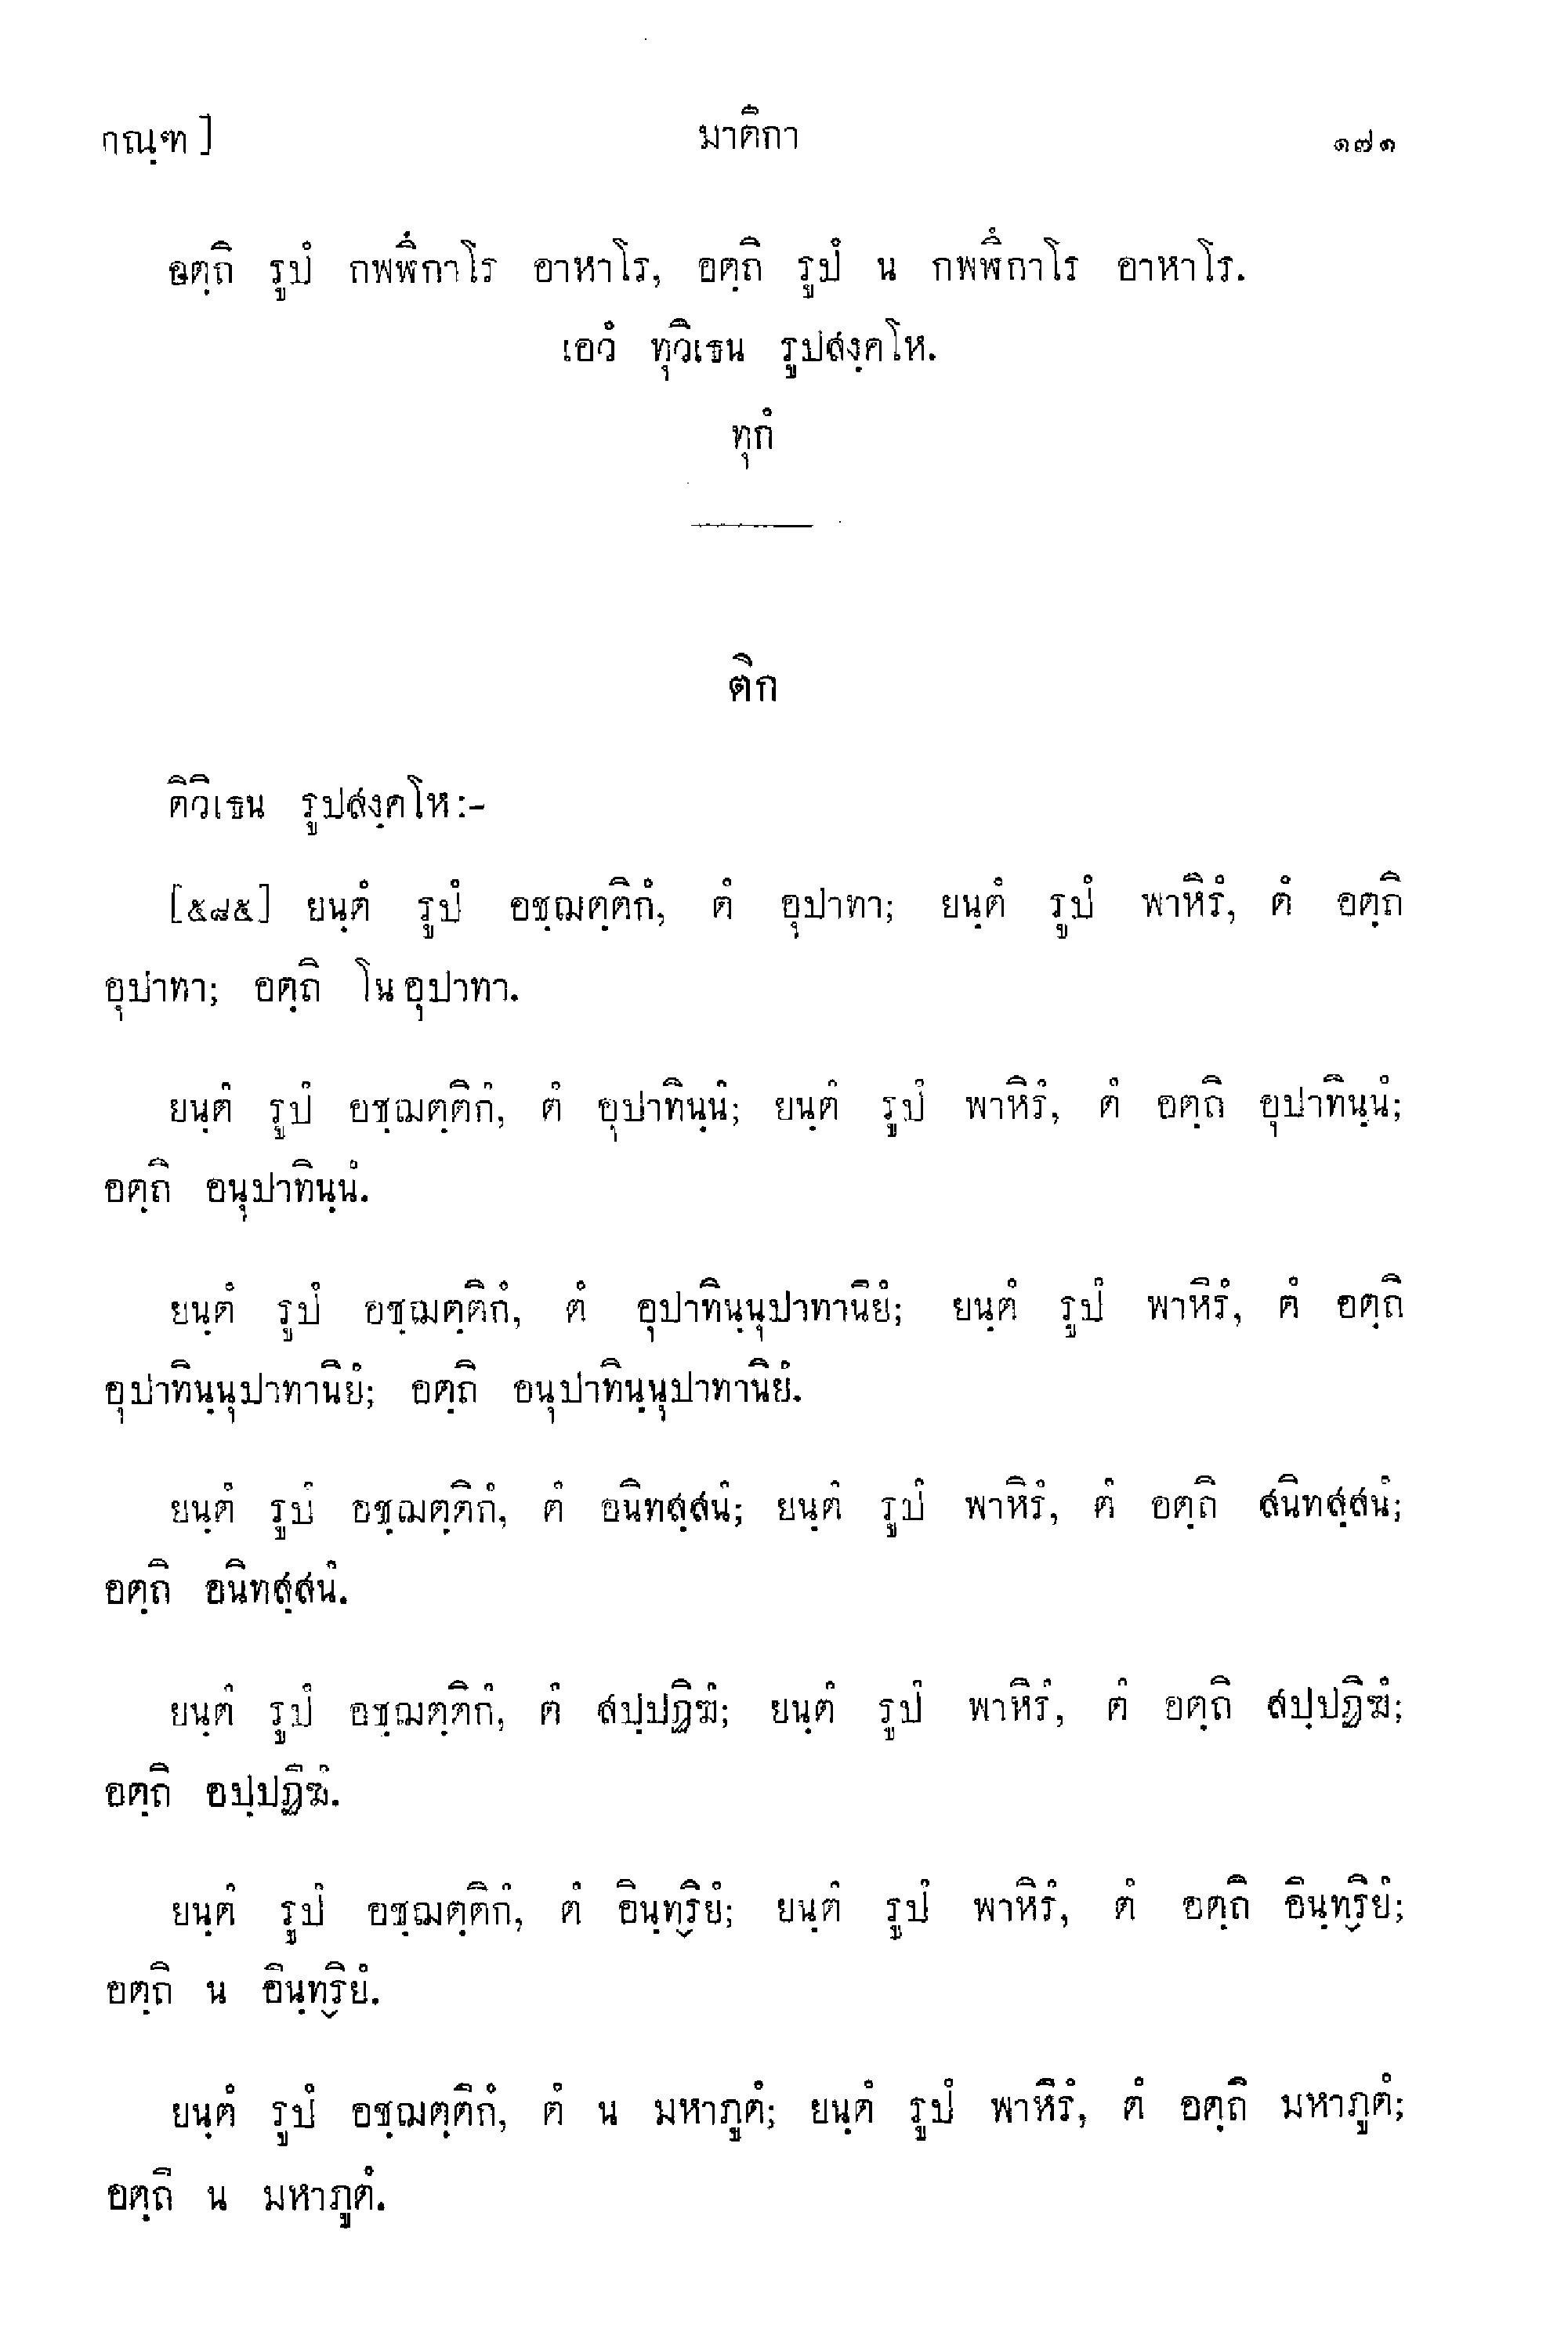 กณฺฑ]	มาติกา	๑๗๑
อตฺถิ รูปํ กพฬึกาโร อาหาโร, อตฺถิ รูปํ น กพฬึกาโร อาหาโร.
เอวํ ทุวิเธน รูปสงฺคโห.
ทุกํ
ติก
ติวิเธน รูปสงฺคโห:-
[๕๘๕] ยนฺตํ รูปํ อชฺฌตฺติกํ, ตํ อุปาทา; ยนฺตํ รูปํ พาหิรํ, ตํ อตฺถิ
อุปาทา; อตฺถิ โนอุปาทา.
ยนฺตํ รูปํ อชฺฌตฺติกํ, ตํ อุปาทินฺนํ; ยนฺตํ รูปํ พาหิรํ, ตํ อตฺถิ อุปาทินฺนํ;
อตฺถิ อนุปาทินฺนํ.
ยนฺตํ รูปํ อชฺฌตฺติกํ, ตํ อุปาทินฺนุปาทานิยํ; ยนฺตํ รูปํ พาหิรํ, ตํ อตฺถิ
อุปาทินฺนุปาทานิยํ; อตฺถิ อนุปาทินฺนุปาทานิยํ.
ยนฺตํ รูปํ อชฺฌตฺติกํ, ตํ อนิทสฺสนํ; ยนฺตํ รูปํ พาหิรํ, ตํ อตฺถิ สนิทสฺสนํ;
อตฺถิ อนิทสฺสนํ.
ยนฺตํ รูปํ อชฺฌตฺติกํ, ตํ สปฺปฏิฆํ; ยนฺตํ รูปํ พาหิรํ, ตํ อตฺถิ สปฺปฏิฆํ;
อตฺถิ อปฺปฏิฆํ.
ยนฺตํ รูปํ อชฺฌตฺติกํ, ตํ อินฺทฺริยํ; ยนฺตํ รูปํ พาหิรํ, ตํ อตฺถิ อินฺทฺริยํ;
อตฺถิ น อินฺทฺริยํ.
ยนฺตํ รูปํ อชฺฌตฺติกํ, ตํ น มหาภูตํ; ยนฺตํ รูปํ พาหิรํ, ตํ อตฺถิ มหาภูตํ;
อตฺถิ น มหาภูตํ.